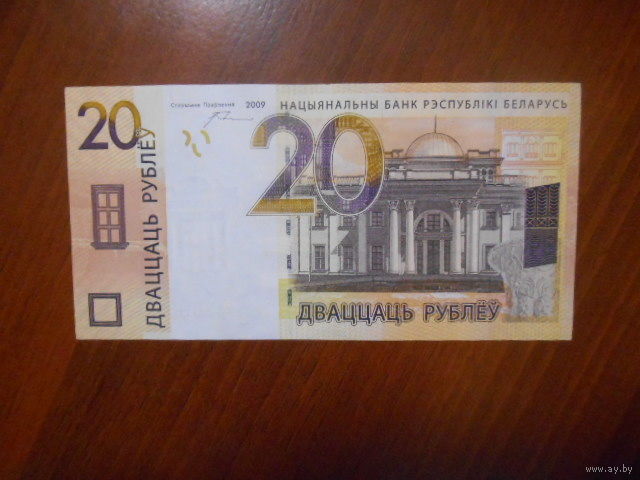 20
Старшыня Праўлення 2009
НАЦЫЯНАЛЬНЫ БАНК РЭСПУБЛІКІ БЕЛАРУСЬ
20
ДВАЦЦАЦЬ РУБЛЁЎ
ДВАЦЦАЦЬ РУБЛЁЎ
www.ay.by